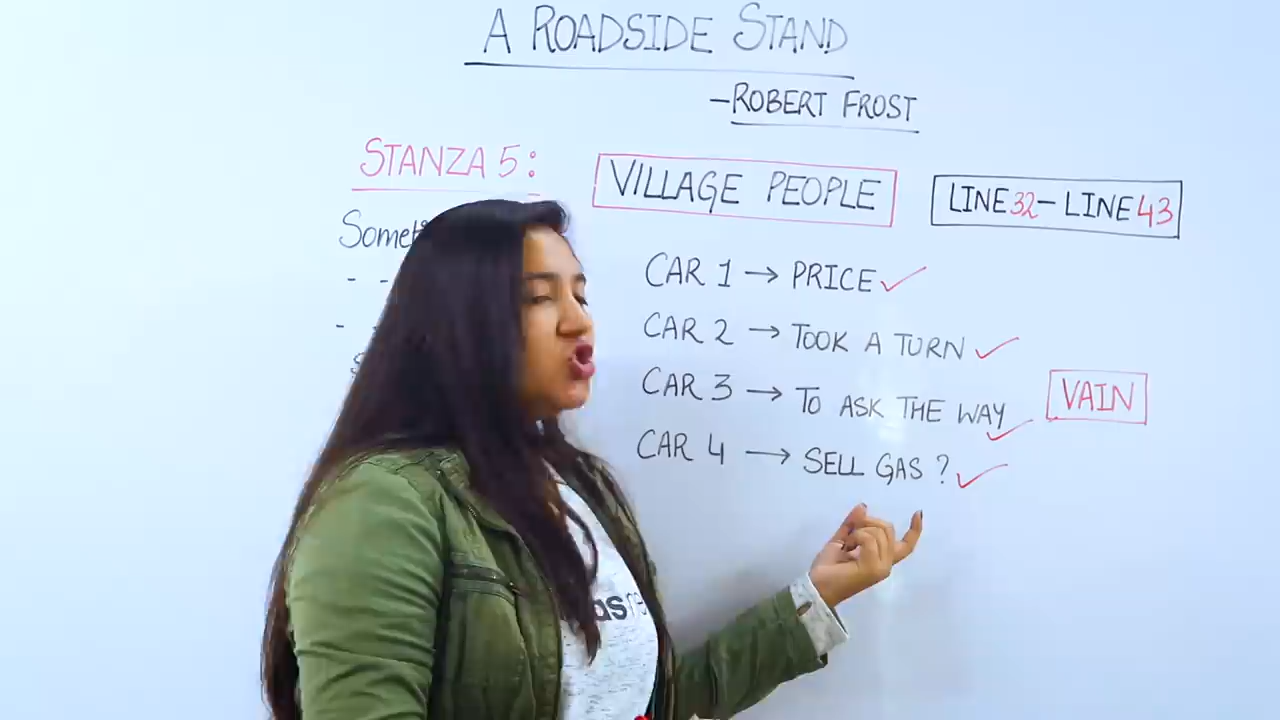 A ROADSIDE STAND
-ROBERT FROST
STANZA 5:
VILLAGE PEOPLE
LINE 32 - LINE 43
CAR 1 → PRICE ✓
CAR 2 → TOOK A TURN ✓
CAR 3 → TO ASK THE WAY ✓
VAIN
CAR 4 → SELL GAS ? ✓